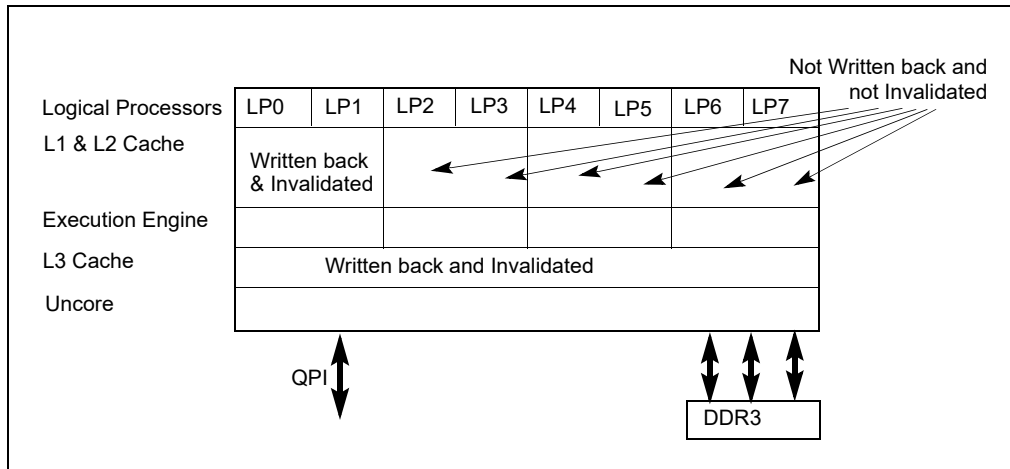 Not Written back and
not Invalidated
Logical Processors LP0 LP1 LP2 LP3 LP4 LP5 LP6 LP7
L1 & L2 Cache
Written back
& Invalidated
Execution Engine
L3 Cache Written back and Invalidated
Uncore
QPI
DDR3